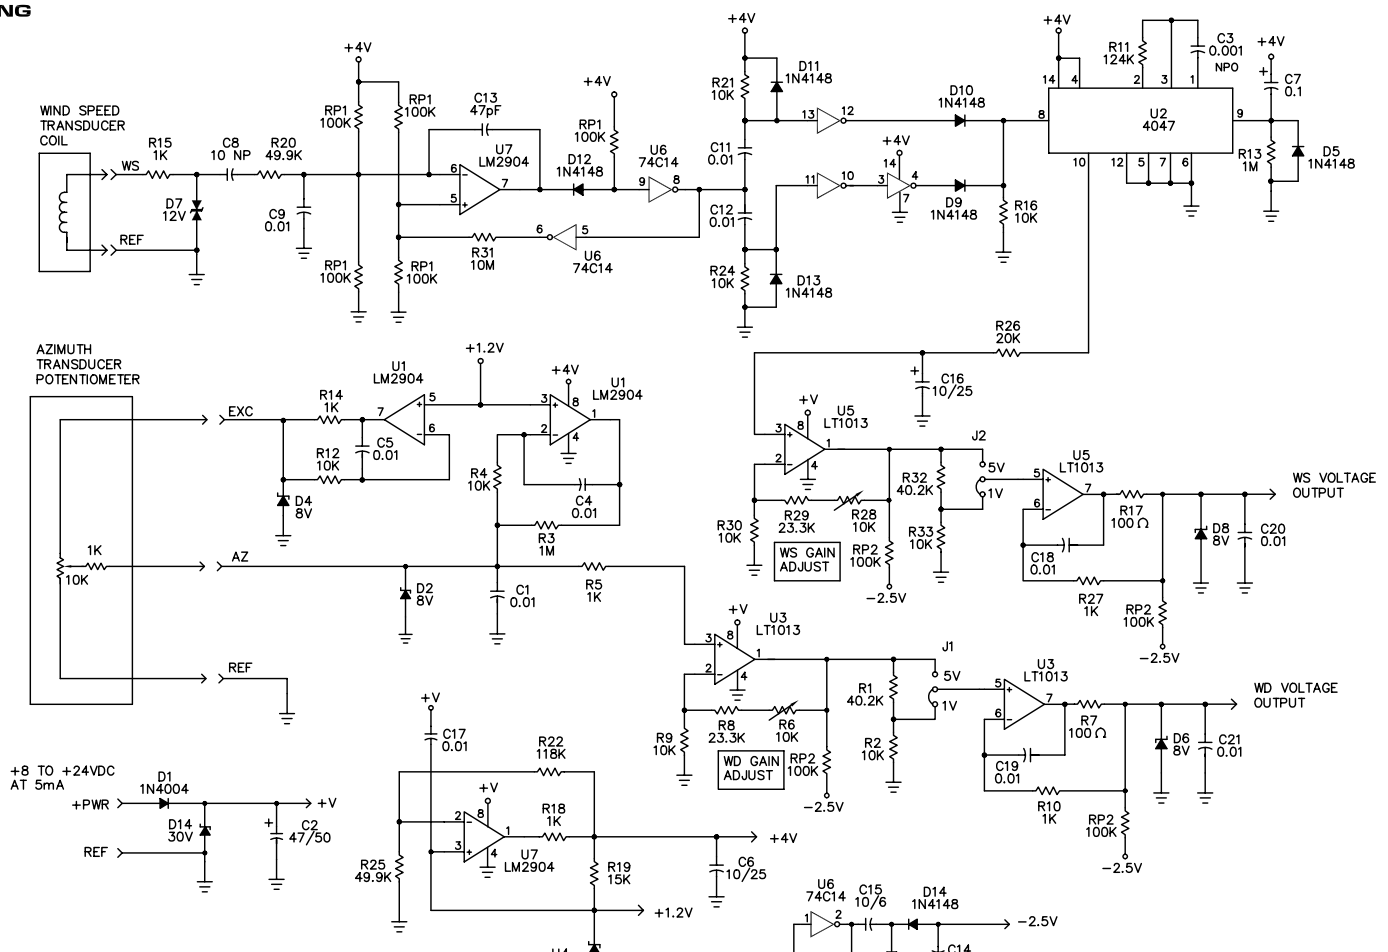 NG
WIND SPEED
TRANSDUCER
COIL
WS
REF
R15
1K
D7
12V
C8
10 NP
R20
49.9K
C9
0.01
+4V
RP1
100K
RP1
100K
RP1
100K
RP1
100K
C13
47pF
6
5
7
U7
LM2904
D12
1N4148
+4V
RP1
100K
U6
74C14
9
8
R31
10M
6
5
U6
74C14
+4V
R21
10K
D11
1N4148
C11
0.01
C12
0.01
R24
10K
D13
1N4148
13
12
11
10
+4V
14
3
4
7
D10
1N4148
D9
1N4148
R16
10K
+4V
R11
124K
C3
0.001
NPO
14
4
2
3
1
8
U2
4047
9
10
12
5
7
6
+4V
C7
0.1
R13
1M
D5
1N4148
R26
20K
C16
10/25
AZIMUTH
TRANSDUCER
POTENTIOMETER
EXC
AZ
REF
1K
10K
R14
1K
R12
10K
C5
0.01
D4
8V
U1
LM2904
7
5
6
+1.2V
+4V
U1
LM2904
3
2
8
4
1
R4
10K
C4
0.01
R3
1M
D2
8V
C1
0.01
R5
1K
+V
U5
LT1013
3
2
8
4
1
R30
10K
R29
23.3K
R28
10K
WS GAIN
ADJUST
RP2
100K
-2.5V
R32
40.2K
R33
10K
J2
5V
1V
U5
LT1013
5
6
7
R17
100Ω
C18
0.01
R27
1K
RP2
100K
-2.5V
D8
8V
C20
0.01
WS VOLTAGE
OUTPUT
+V
U3
LT1013
3
2
8
4
1
R9
10K
R8
23.3K
R6
10K
WD GAIN
ADJUST
RP2
100K
-2.5V
R1
40.2K
R2
10K
J1
5V
1V
U3
LT1013
5
6
7
R7
100Ω
C19
0.01
R10
1K
RP2
100K
-2.5V
D6
8V
C21
0.01
WD VOLTAGE
OUTPUT
+8 TO +24VDC
AT 5mA
+PWR
REF
D1
1N4004
D14
30V
C2
47/50
+V
+V
C17
0.01
R22
118K
R25
49.9K
+V
2
3
8
4
1
U7
LM2904
R18
1K
R19
15K
+4V
C6
10/25
+1.2V
U4
U6
74C14
1
2
C15
10/6
D14
1N4148
-2.5V
C14